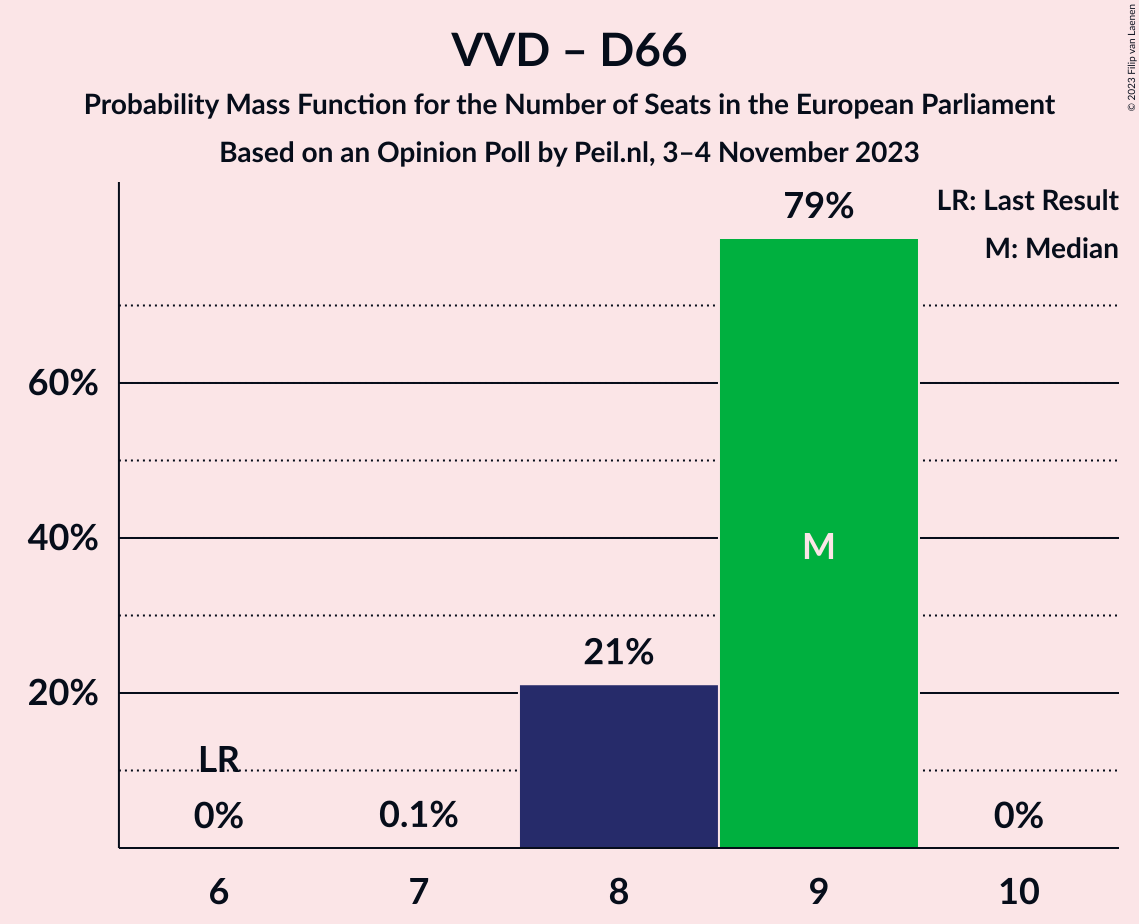 VVD – D66
Probability Mass Function for the Number of Seats in the European Parliament
Based on an Opinion Poll by Peil.nl, 3–4 November 2023
© 2023 Filip van Laenen
LR: Last Result
M: Median
79%
60%
40%
M
21%
20%
LR
0%
0.1%
0%
6
7
8
9
10